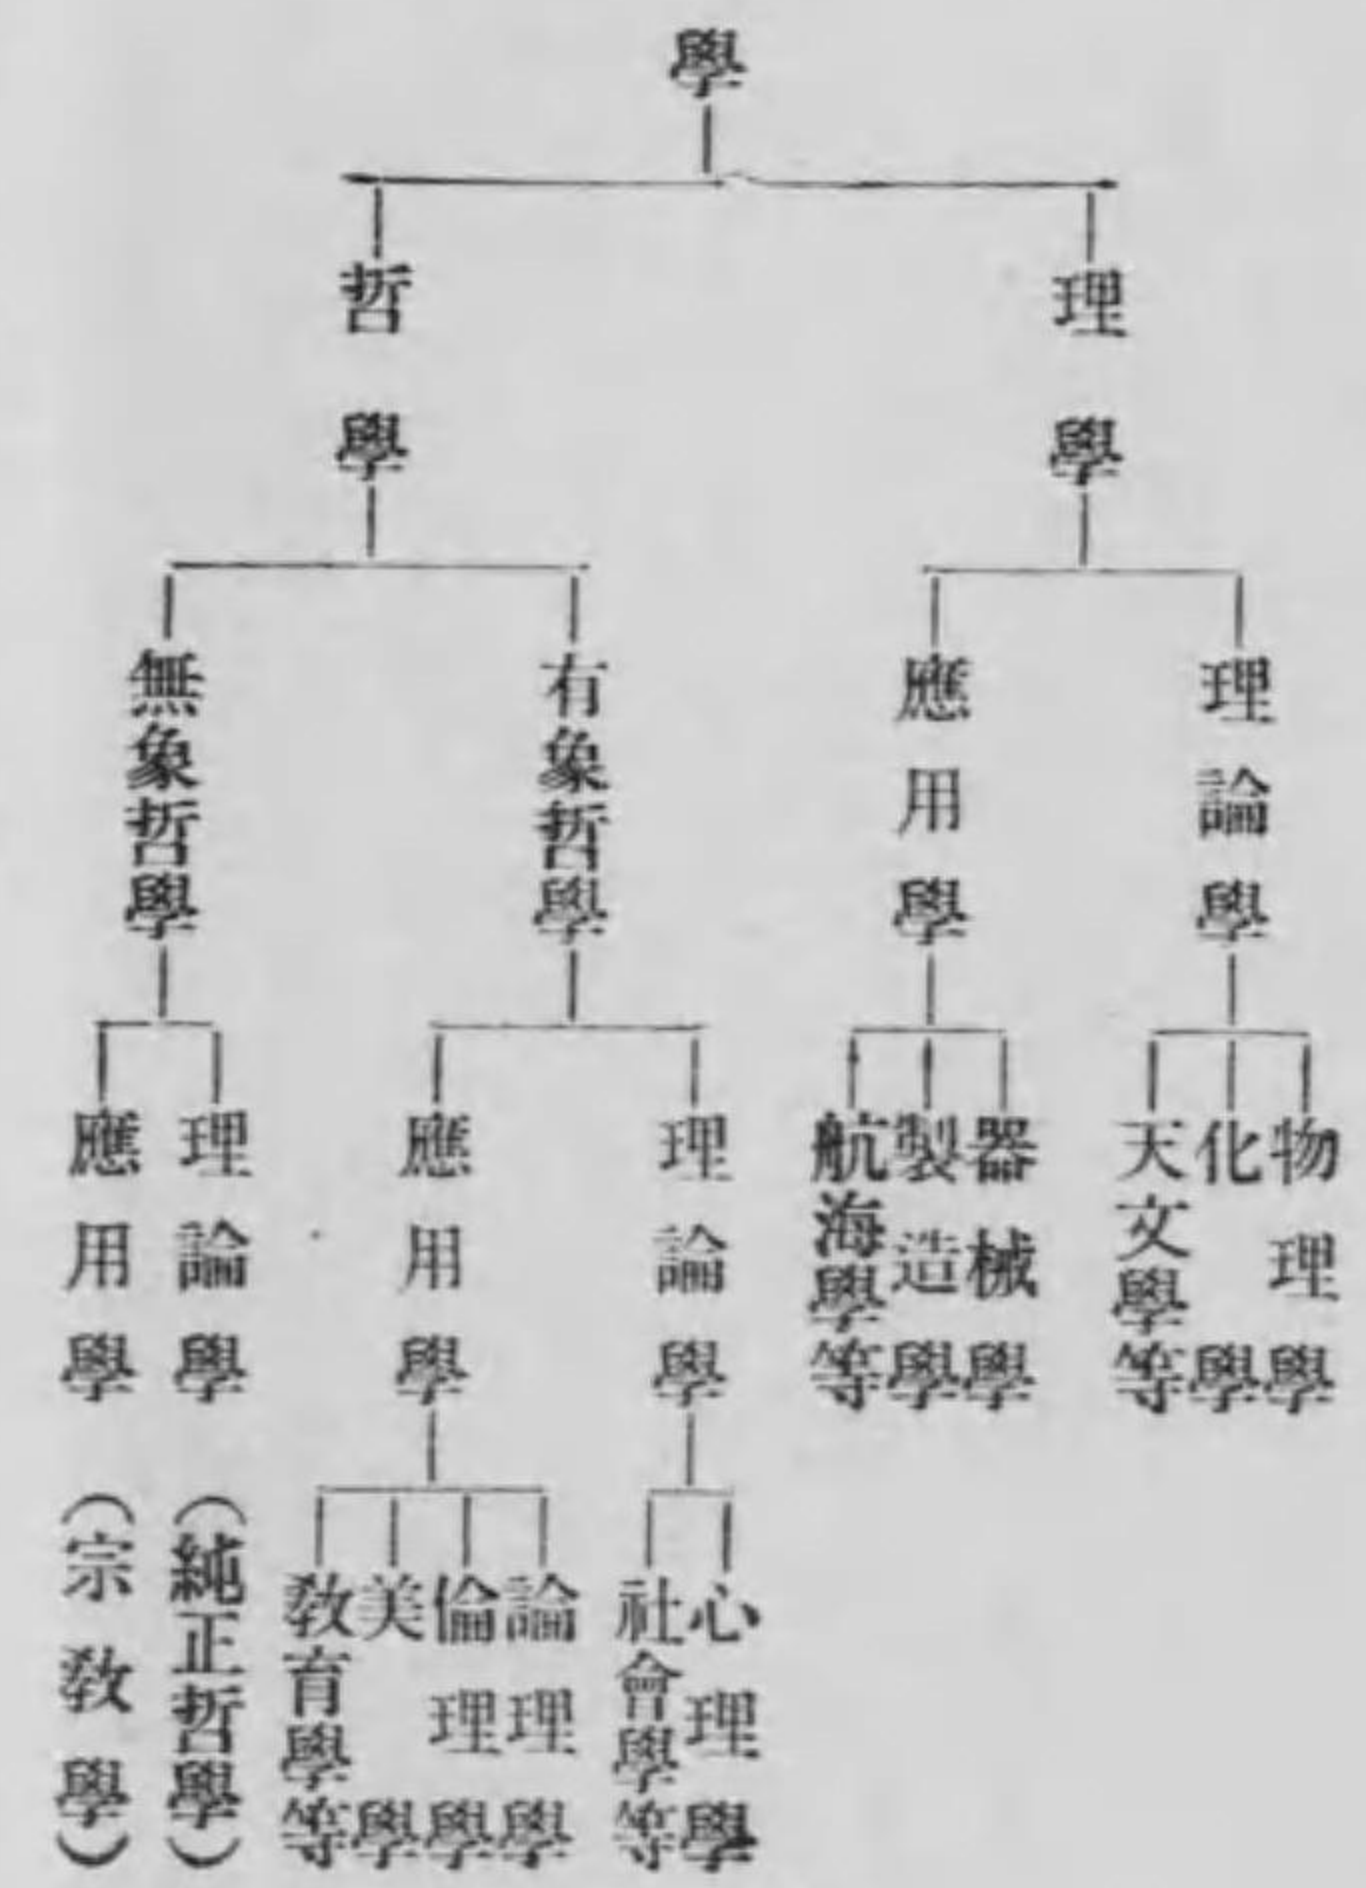 學
理學
哲學
理論學
應用學
有象哲學
無象哲學
物理學
化學
天文學等
器械學
製造學
航海學等
理論學
應用學
理論學
應用學
心理學
社會學等
論理學
倫理學
美學
敎育學等
(純正哲學)
(宗敎學)